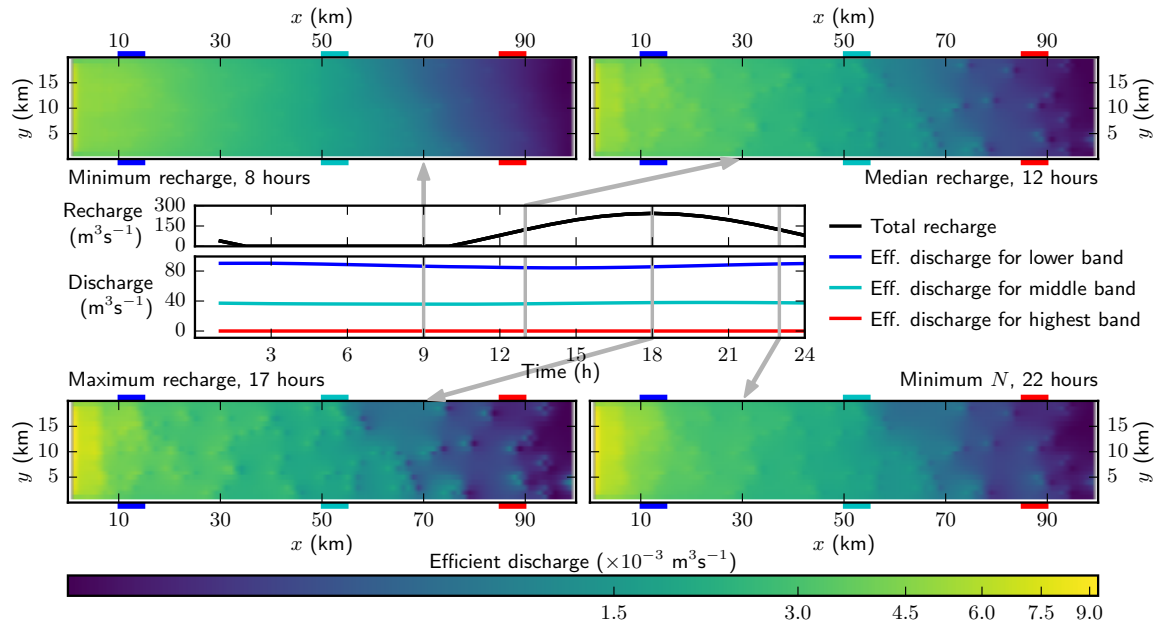 x (km) x (km)
10 30 50 70 90 10 30 50 70 90
y (km) 15 10 5 15 10 5 y (km)
Minimum recharge, 8 hours Median recharge, 12 hours
Recharge (m³s⁻¹) 300 150 0
Discharge (m³s⁻¹) 80 40 0
3 6 9 12 15 18 21 24
Time (h)
Total recharge
Eff. discharge for lower band
Eff. discharge for middle band
Eff. discharge for highest band
Maximum recharge, 17 hours Minimum N, 22 hours
y (km) 15 10 5 15 10 5 y (km)
10 30 50 70 90 10 30 50 70 90
x (km) x (km)
Efficient discharge (×10⁻³ m³s⁻¹)
1.5 3.0 4.5 6.0 7.5 9.0